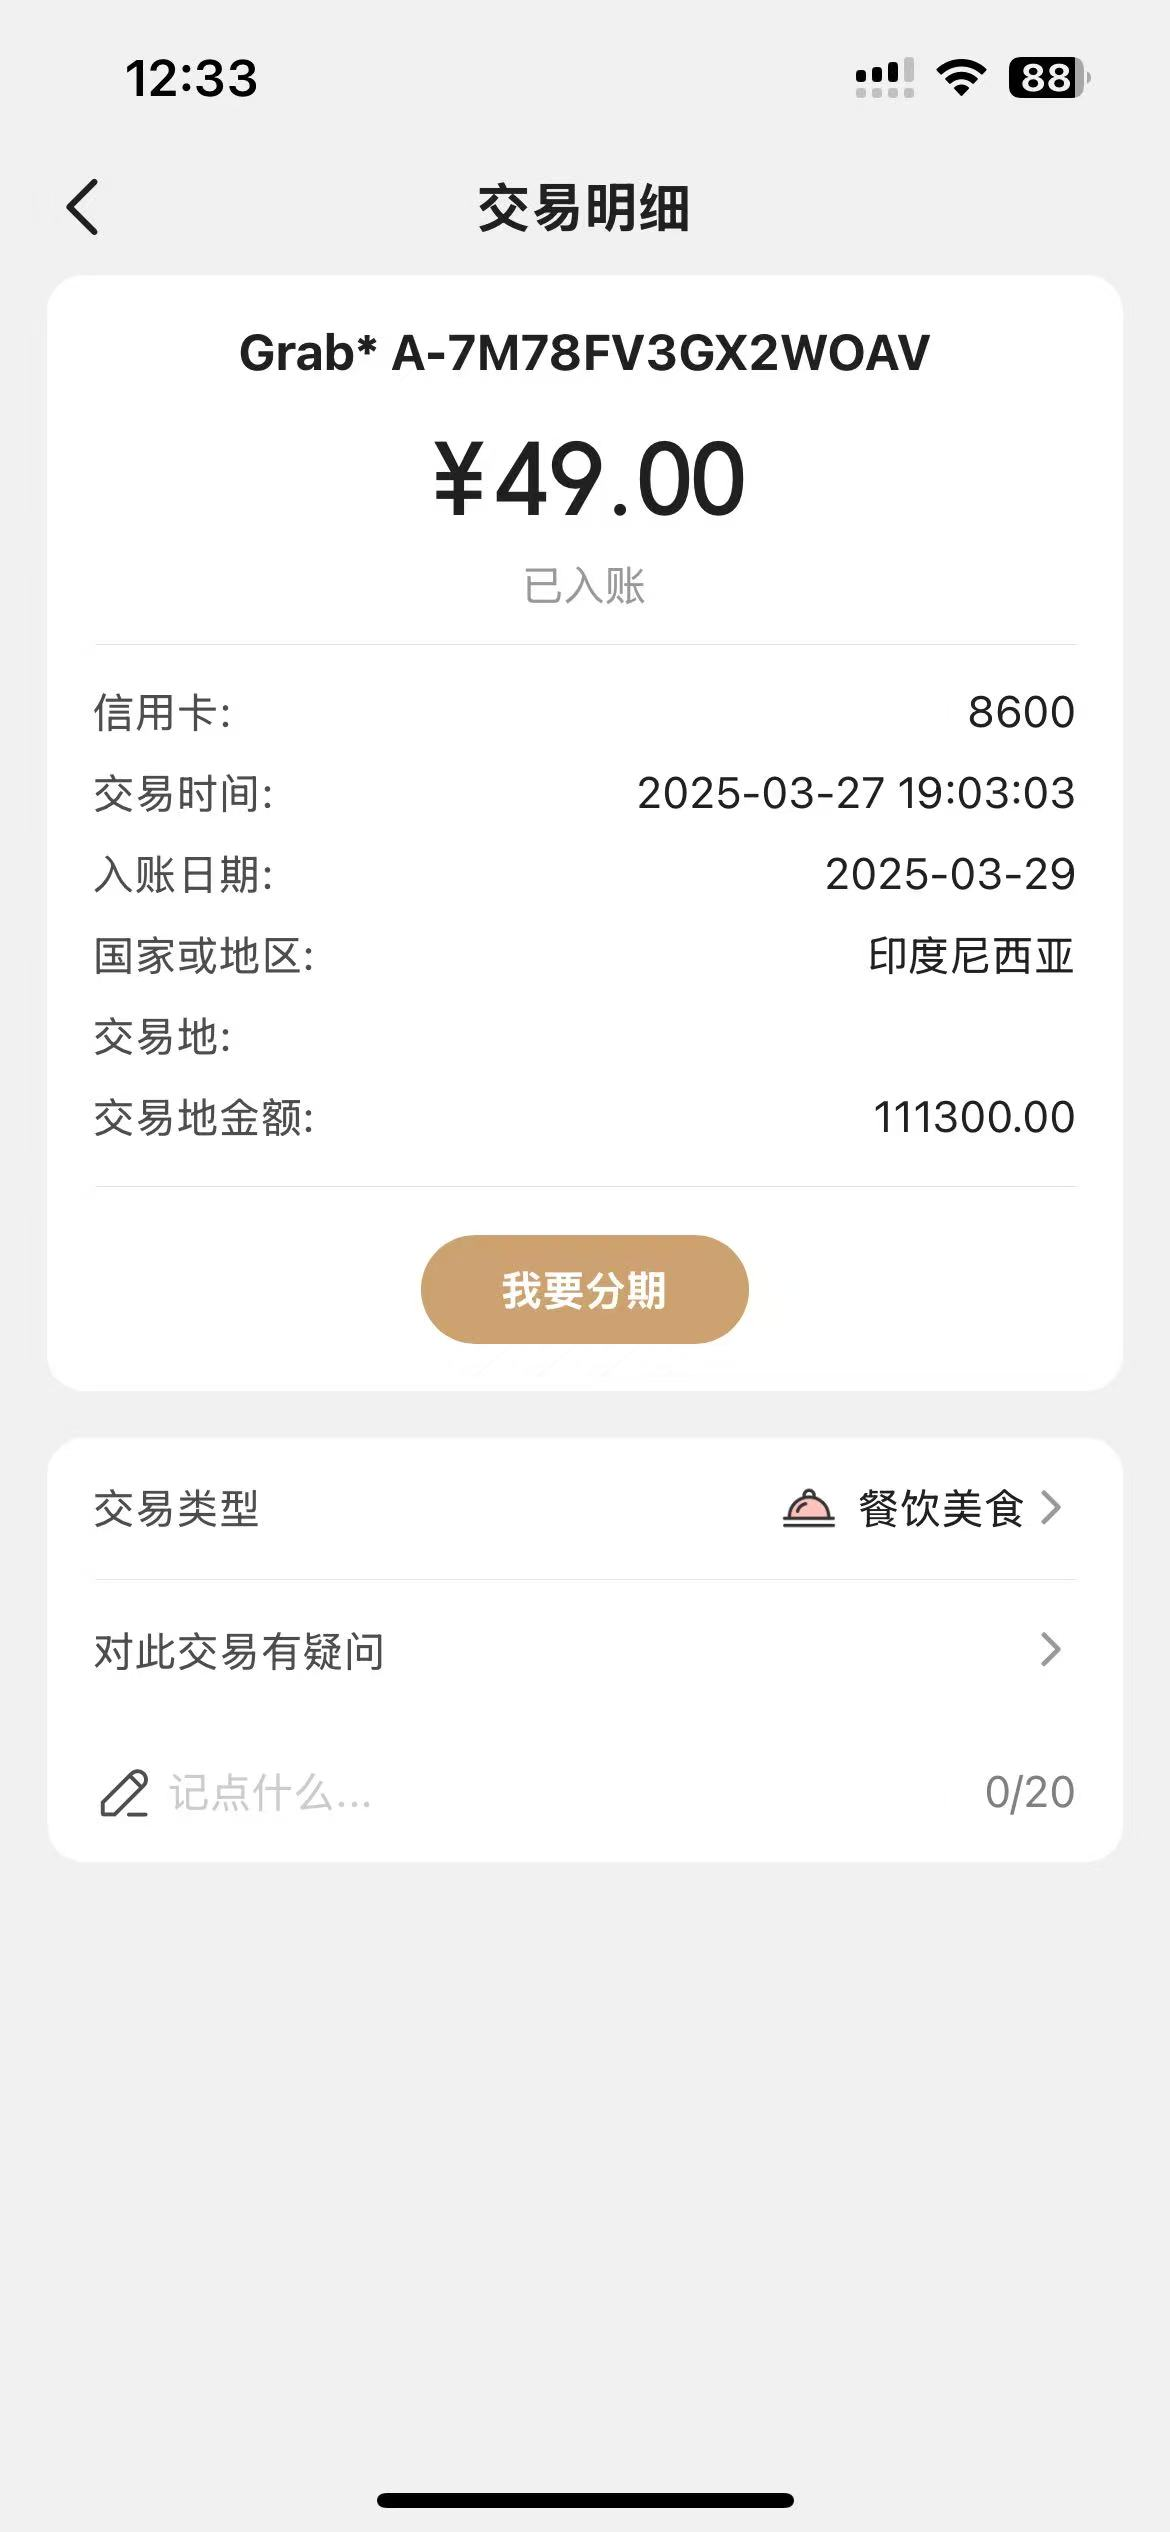 12:33
88
交易明细
Grab* A-7M78FV3GX2WOAV
¥49.00
已入账
信用卡: 8600
交易时间: 2025-03-27 19:03:03
入账日期: 2025-03-29
国家或地区: 印度尼西亚
交易地:
交易地金额: 111300.00
我要分期
交易类型 餐饮美食
对此交易有疑问
记点什么... 0/20